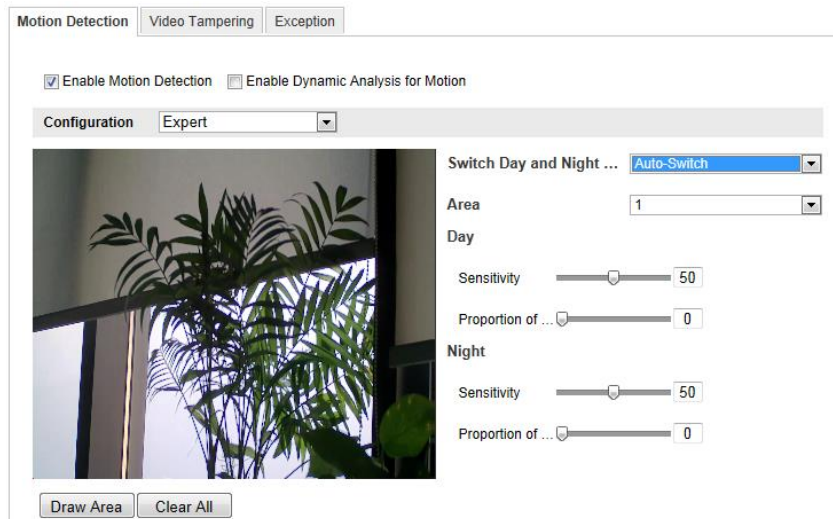 Motion Detection Video Tampering Exception
Enable Motion Detection Enable Dynamic Analysis for Motion
Configuration Expert
Switch Day and Night ... Auto-Switch
Area 1
Day
Sensitivity 50
Proportion of ... 0
Night
Sensitivity 50
Proportion of ... 0
Draw Area Clear All